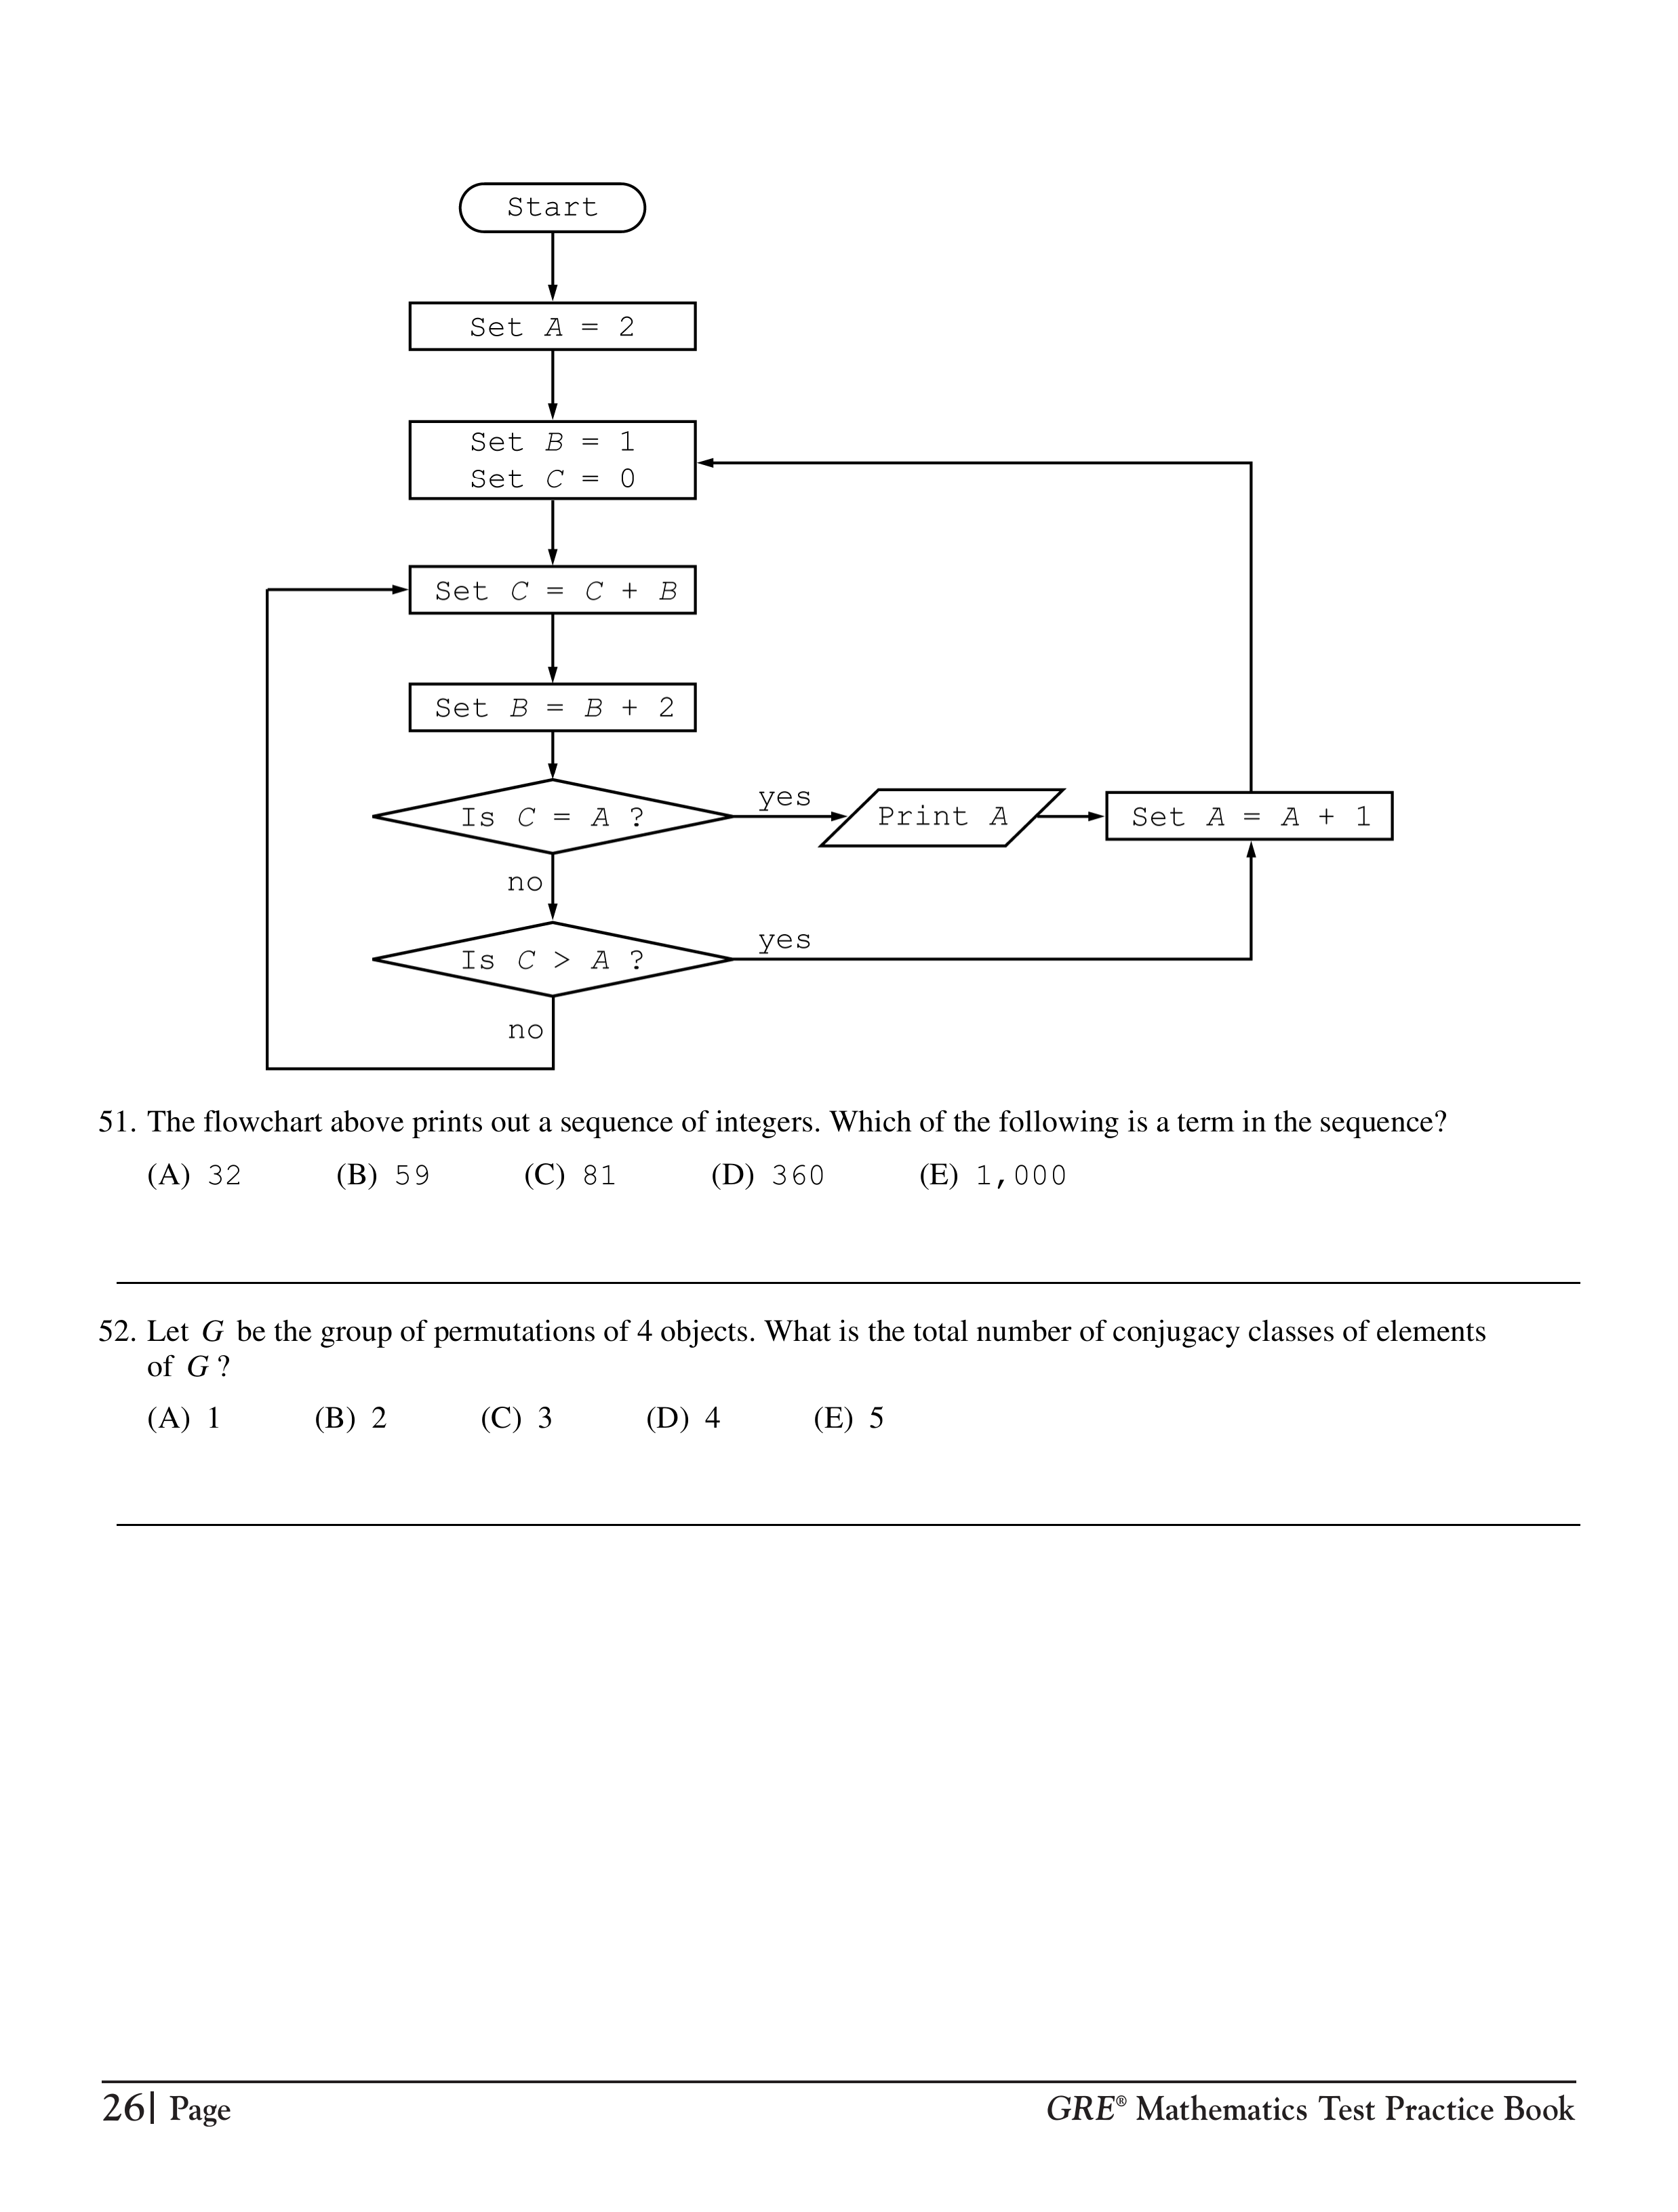 Start
Set A = 2
Set B = 1
Set C = 0
Set C = C + B
Set B = B + 2
Is C = A ?
yes
Print A
Set A = A + 1
no
Is C > A ?
yes
no
51. The flowchart above prints out a sequence of integers. Which of the following is a term in the sequence?
(A) 32 (B) 59 (C) 81 (D) 360 (E) 1,000
52. Let G be the group of permutations of 4 objects. What is the total number of conjugacy classes of elements
of G ?
(A) 1 (B) 2 (C) 3 (D) 4 (E) 5
26| Page
GRE® Mathematics Test Practice Book